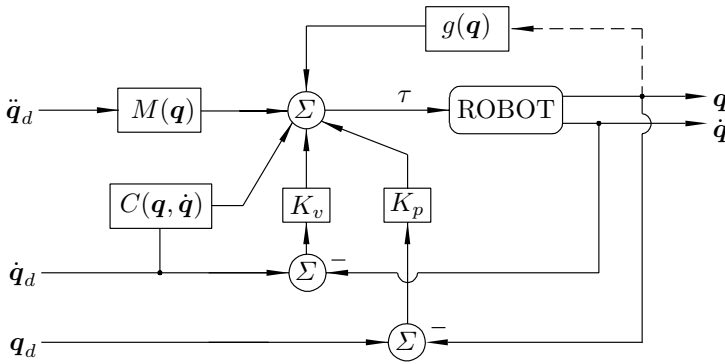 g(q)
q̈_d M(q) Σ τ ROBOT q
q̇
C(q, q̇) K_v K_p
q̇_d Σ −
q_d Σ −